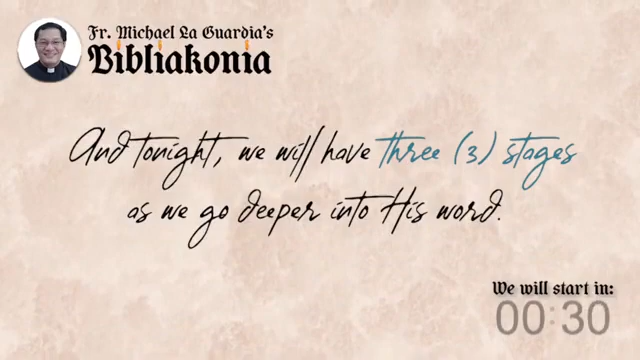 Fr. Michael La Guardia's
Bibliakonia
And tonight, we will have three (3) stages
as we go deeper into His word.
We will start in:
00:30